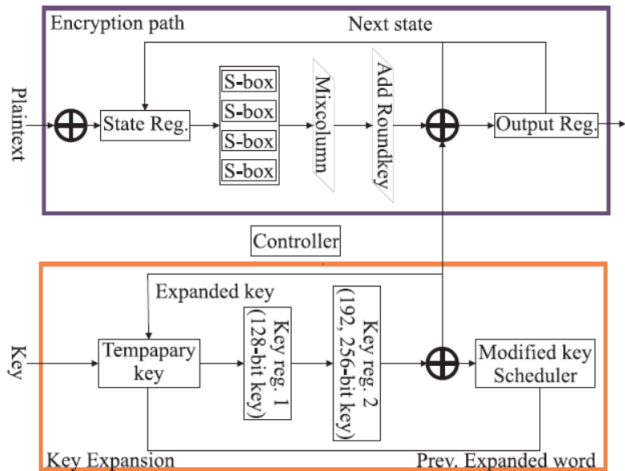 Encryption path
Next state
Plaintext
State Reg.
S-box
S-box
S-box
S-box
Mixcolumn
Add Roundkey
Output Reg.
Controller
Expanded key
Key
Tempapary
key
Key reg. 1
(128-bit key)
Key reg. 2
(192, 256-bit key)
Modified key
Scheduler
Key Expansion
Prev. Expanded word